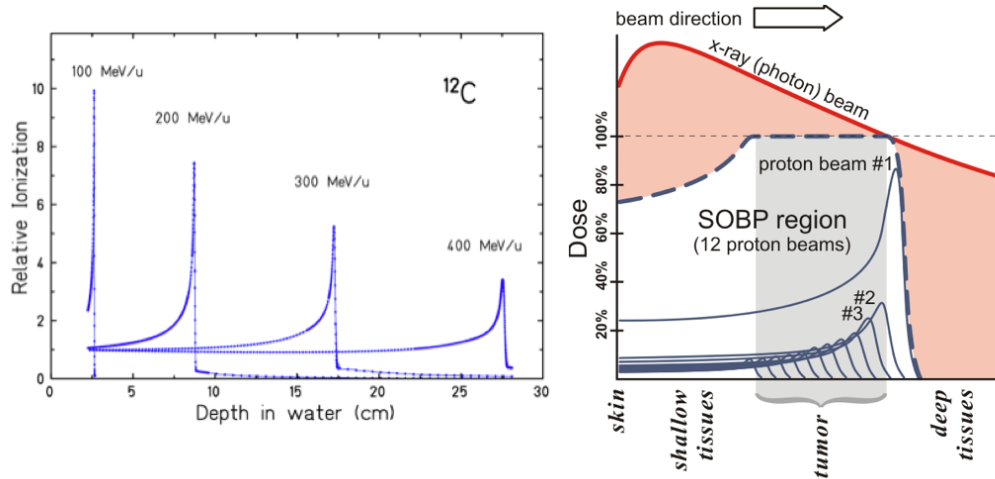 100 MeV/u
200 MeV/u
300 MeV/u
400 MeV/u
12C
Relative Ionization
10
8
6
4
2
0
0
5
10
15
20
25
30
Depth in water (cm)
beam direction
x-ray (photon) beam
100%
80%
60%
40%
20%
Dose
proton beam #1
SOBP region
(12 proton beams)
#2
#3
skin
shallow
tissues
tumor
deep
tissues